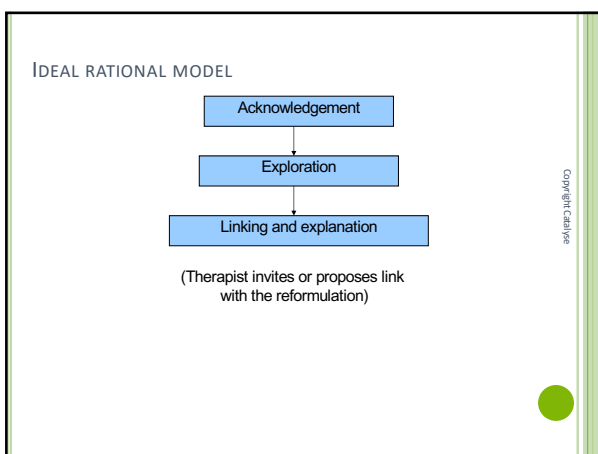 IDEAL RATIONAL MODEL
Acknowledgement
Exploration
Linking and explanation
(Therapist invites or proposes link
with the reformulation)
Copyright Catalyse